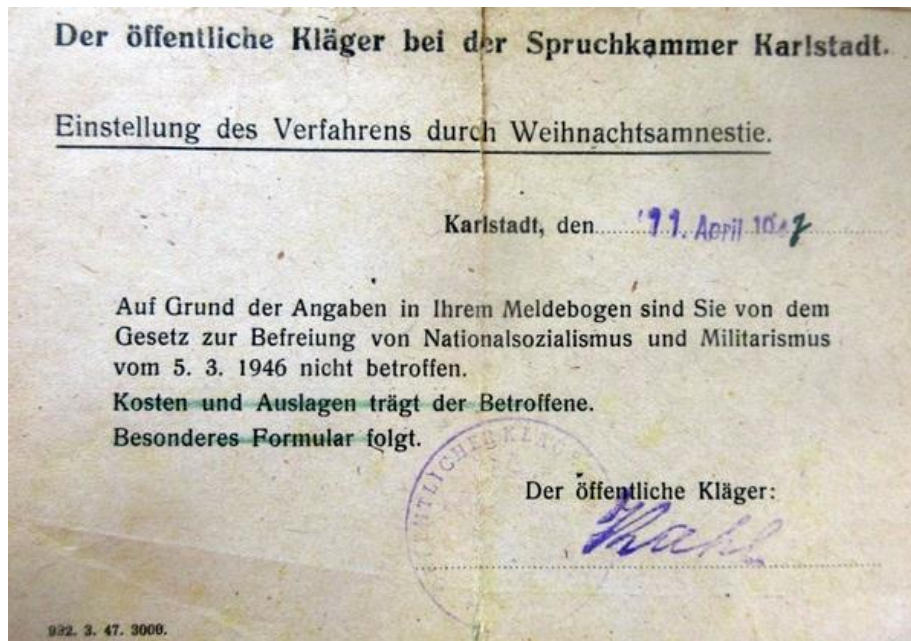 Der öffentliche Kläger bei der Spruchkammer Karlstadt.
Einstellung des Verfahrens durch Weihnachtsamnestie.
Karlstadt, den 11. April 1947
Auf Grund der Angaben in Ihrem Meldebogen sind Sie von dem
Gesetz zur Befreiung von Nationalsozialismus und Militarismus
vom 5. 3. 1946 nicht betroffen.
Kosten und Auslagen trägt der Betroffene.
Besonderes Formular folgt.
Der öffentliche Kläger:
932. 3. 47. 3000.